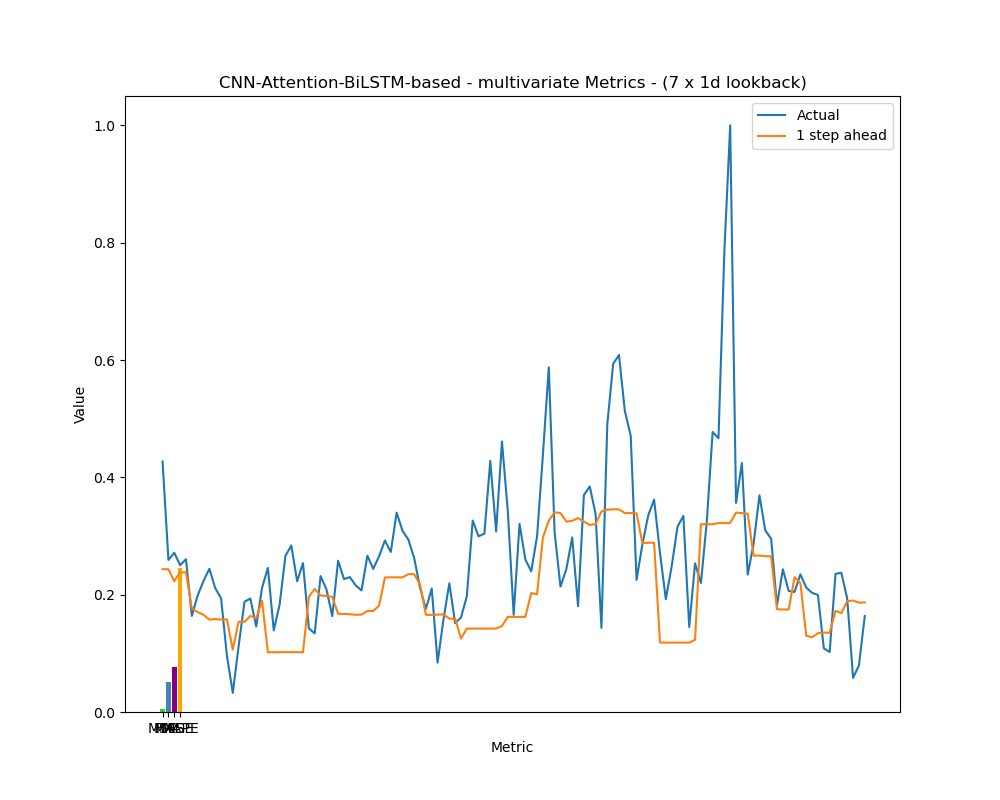 CNN-Attention-BiLSTM-based - multivariate Metrics - (7 x 1d lookback)
Actual
1 step ahead
1.0
0.8
0.6
0.4
0.2
0.0
Value
Metric